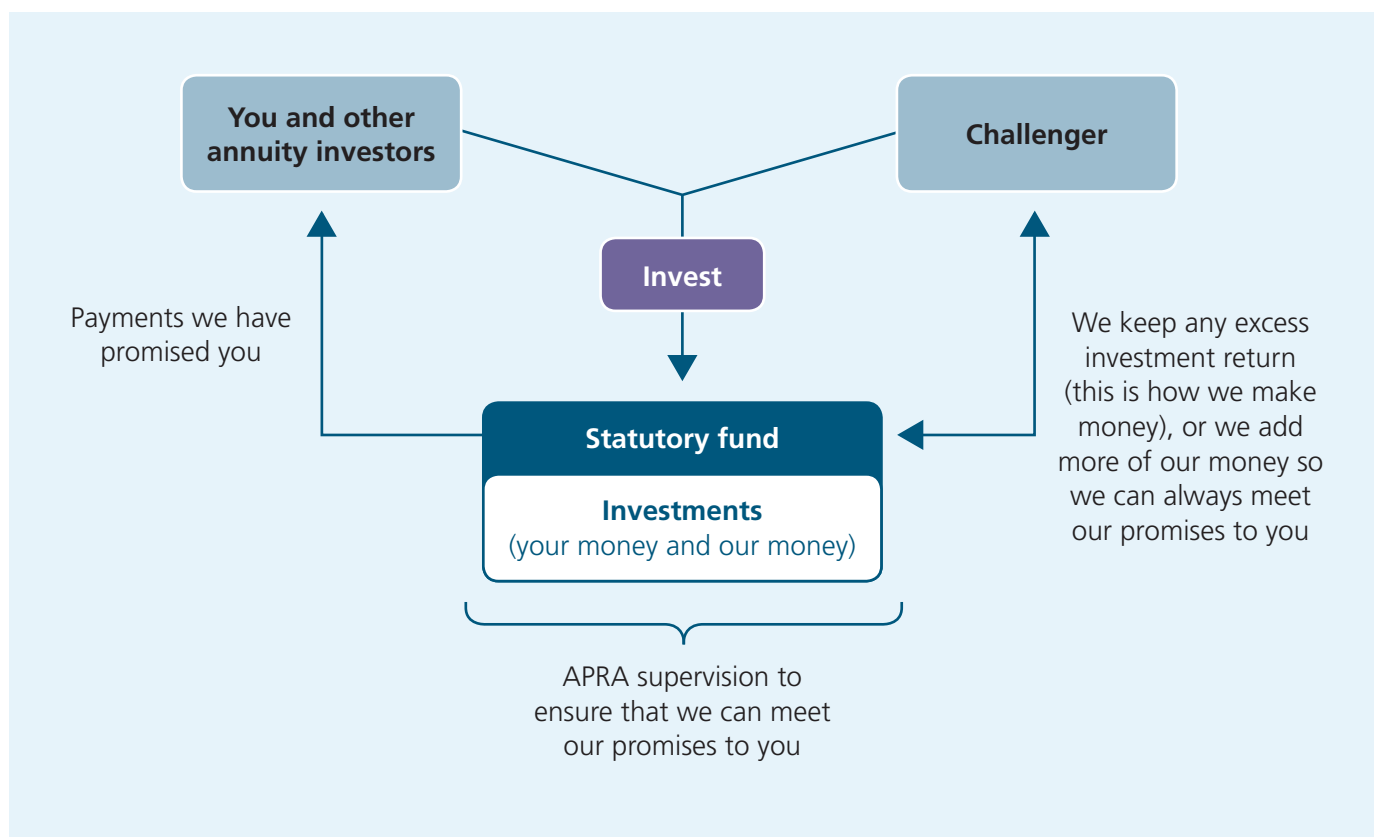 You and other
annuity investors
Challenger
Invest
Payments we have
promised you
We keep any excess
investment return
(this is how we make
money), or we add
more of our money so
we can always meet
our promises to you
Statutory fund
Investments
(your money and our money)
APRA supervision to
ensure that we can meet
our promises to you